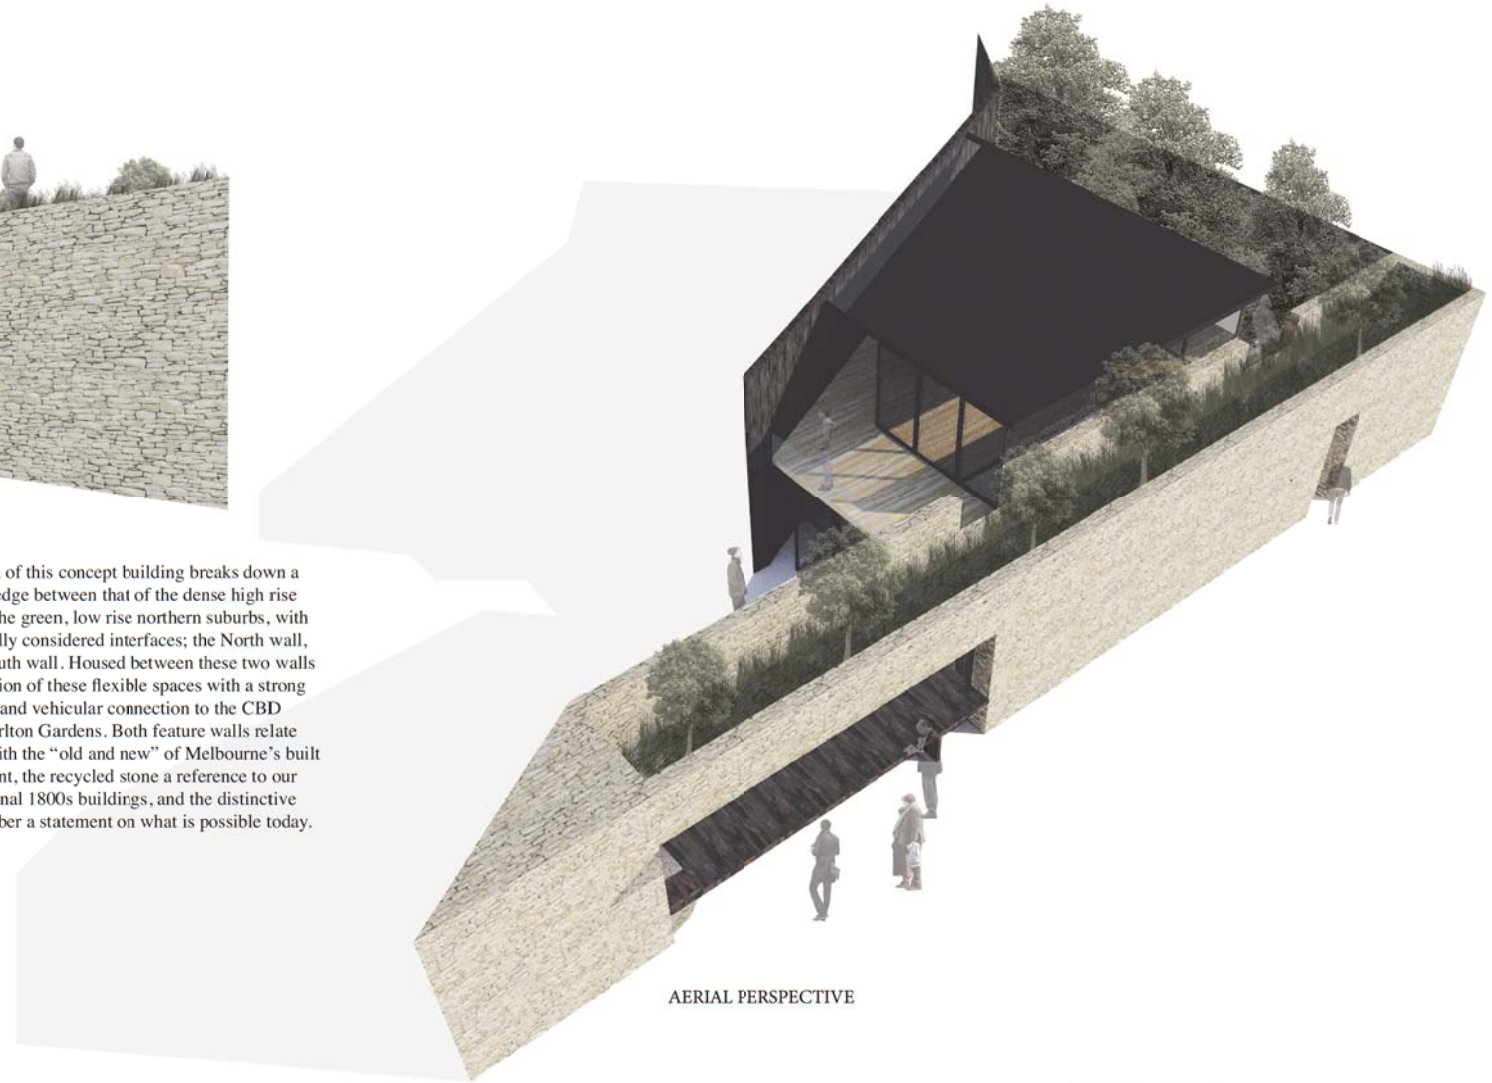 of this concept building breaks down a
edge between that of the dense high rise
he green, low rise northern suburbs, with
lly considered interfaces; the North wall,
uth wall. Housed between these two walls
ion of these flexible spaces with a strong
and vehicular connection to the CBD
rlton Gardens. Both feature walls relate
ith the “old and new” of Melbourne’s built
nt, the recycled stone a reference to our
nal 1800s buildings, and the distinctive
ber a statement on what is possible today.
AERIAL PERSPECTIVE